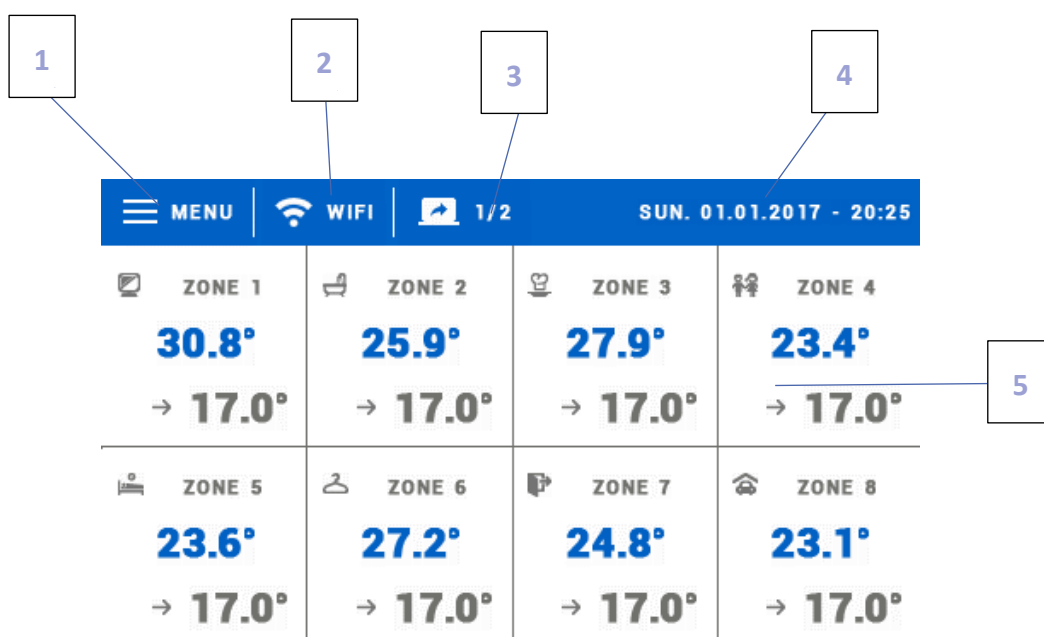 1 2 3 4
MENU WIFI 1/2 SUN. 01.01.2017 - 20:25
ZONE 1 ZONE 2 ZONE 3 ZONE 4
30.8° 25.9° 27.9° 23.4°
5
→ 17.0° → 17.0° → 17.0° → 17.0°
ZONE 5 ZONE 6 ZONE 7 ZONE 8
23.6° 27.2° 24.8° 23.1°
→ 17.0° → 17.0° → 17.0° → 17.0°